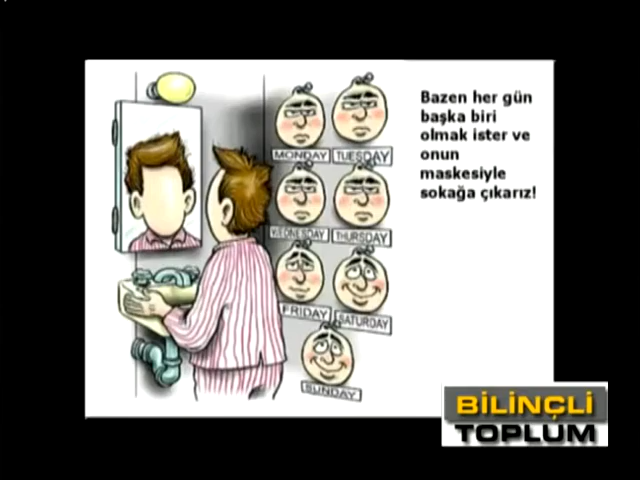 Bazen her gün
başka biri
olmak ister ve
onun
maskesiyle
sokağa çıkarız!
MONDAY
TUESDAY
WEDNESDAY
THURSDAY
FRIDAY
SATURDAY
SUNDAY
BİLİNÇLİ
TOPLUM